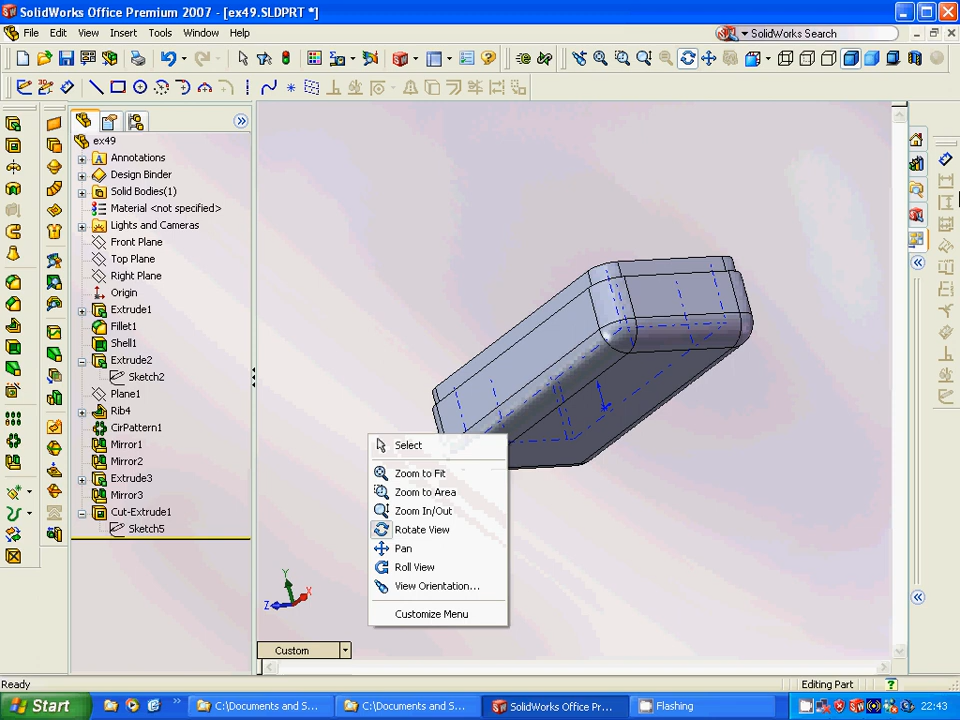 SolidWorks Office Premium 2007 - [ex49.SLDPRT *]
File Edit View Insert Tools Window Help
SolidWorks Search
ex49
Annotations
Design Binder
Solid Bodies(1)
Material <not specified>
Lights and Cameras
Front Plane
Top Plane
Right Plane
Origin
Extrude1
Fillet1
Shell1
Extrude2
Sketch2
Plane1
Rib4
CirPattern1
Mirror1
Mirror2
Extrude3
Mirror3
Cut-Extrude1
Sketch5
Select
Zoom to Fit
Zoom to Area
Zoom In/Out
Rotate View
Pan
Roll View
View Orientation...
Customize Menu
Y
X
Z
Custom
Ready
Editing Part
Start
C:\Documents and S...
C:\Documents and S...
SolidWorks Office Pr...
Flashing
22:43